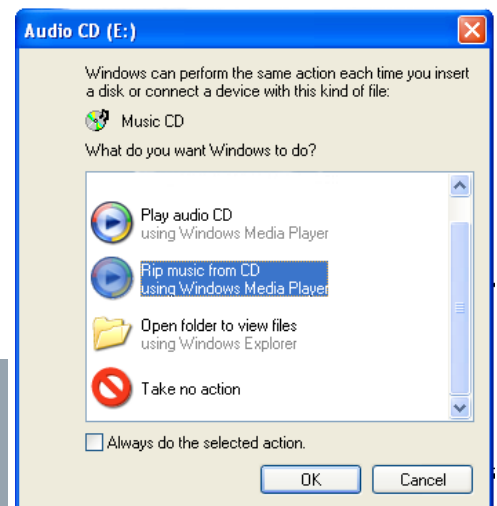 Audio CD (E:)
Windows can perform the same action each time you insert
a disk or connect a device with this kind of file:
Music CD
What do you want Windows to do?
Play audio CD
using Windows Media Player
Rip music from CD
using Windows Media Player
Open folder to view files
using Windows Explorer
Take no action
Always do the selected action.
OK
Cancel